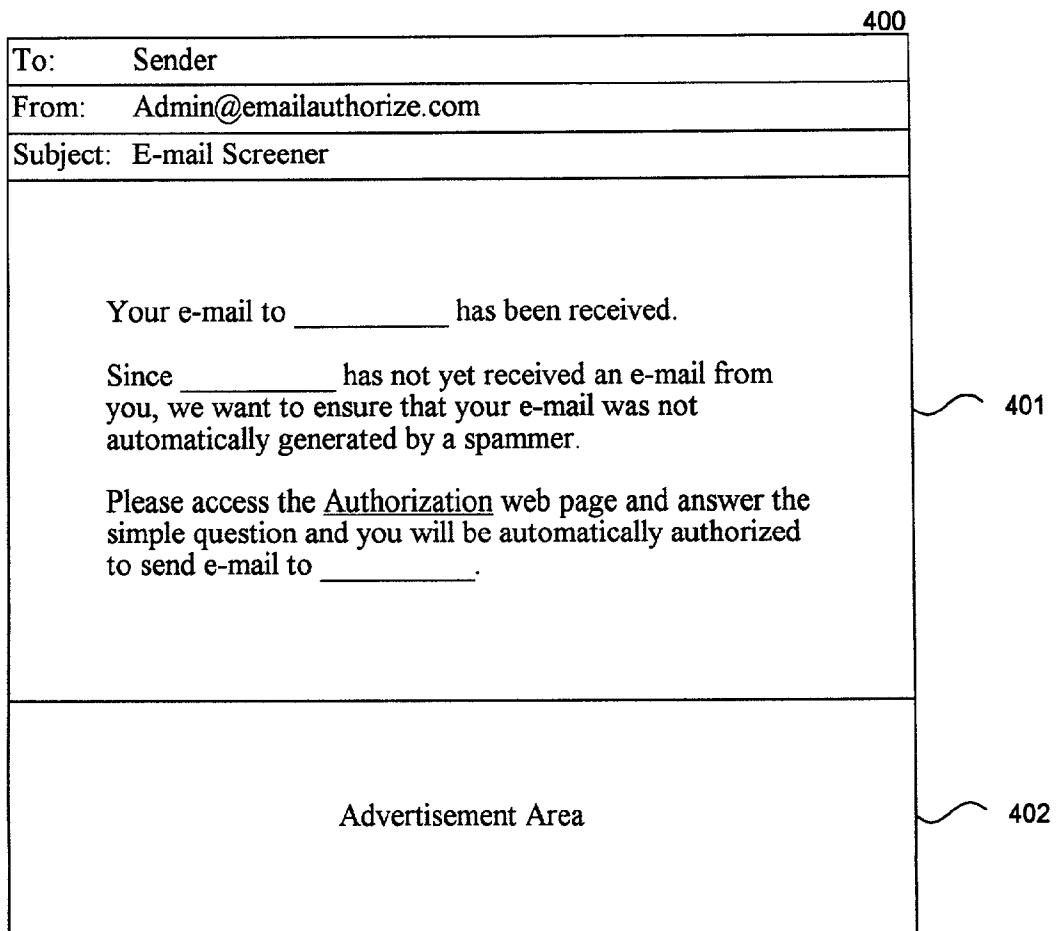 400
To: Sender
From: Admin@emailauthorize.com
Subject: E-mail Screener
Your e-mail to __________ has been received.
Since __________ has not yet received an e-mail from
you, we want to ensure that your e-mail was not
automatically generated by a spammer.
Please access the Authorization web page and answer the
simple question and you will be automatically authorized
to send e-mail to __________.
401
Advertisement Area
402